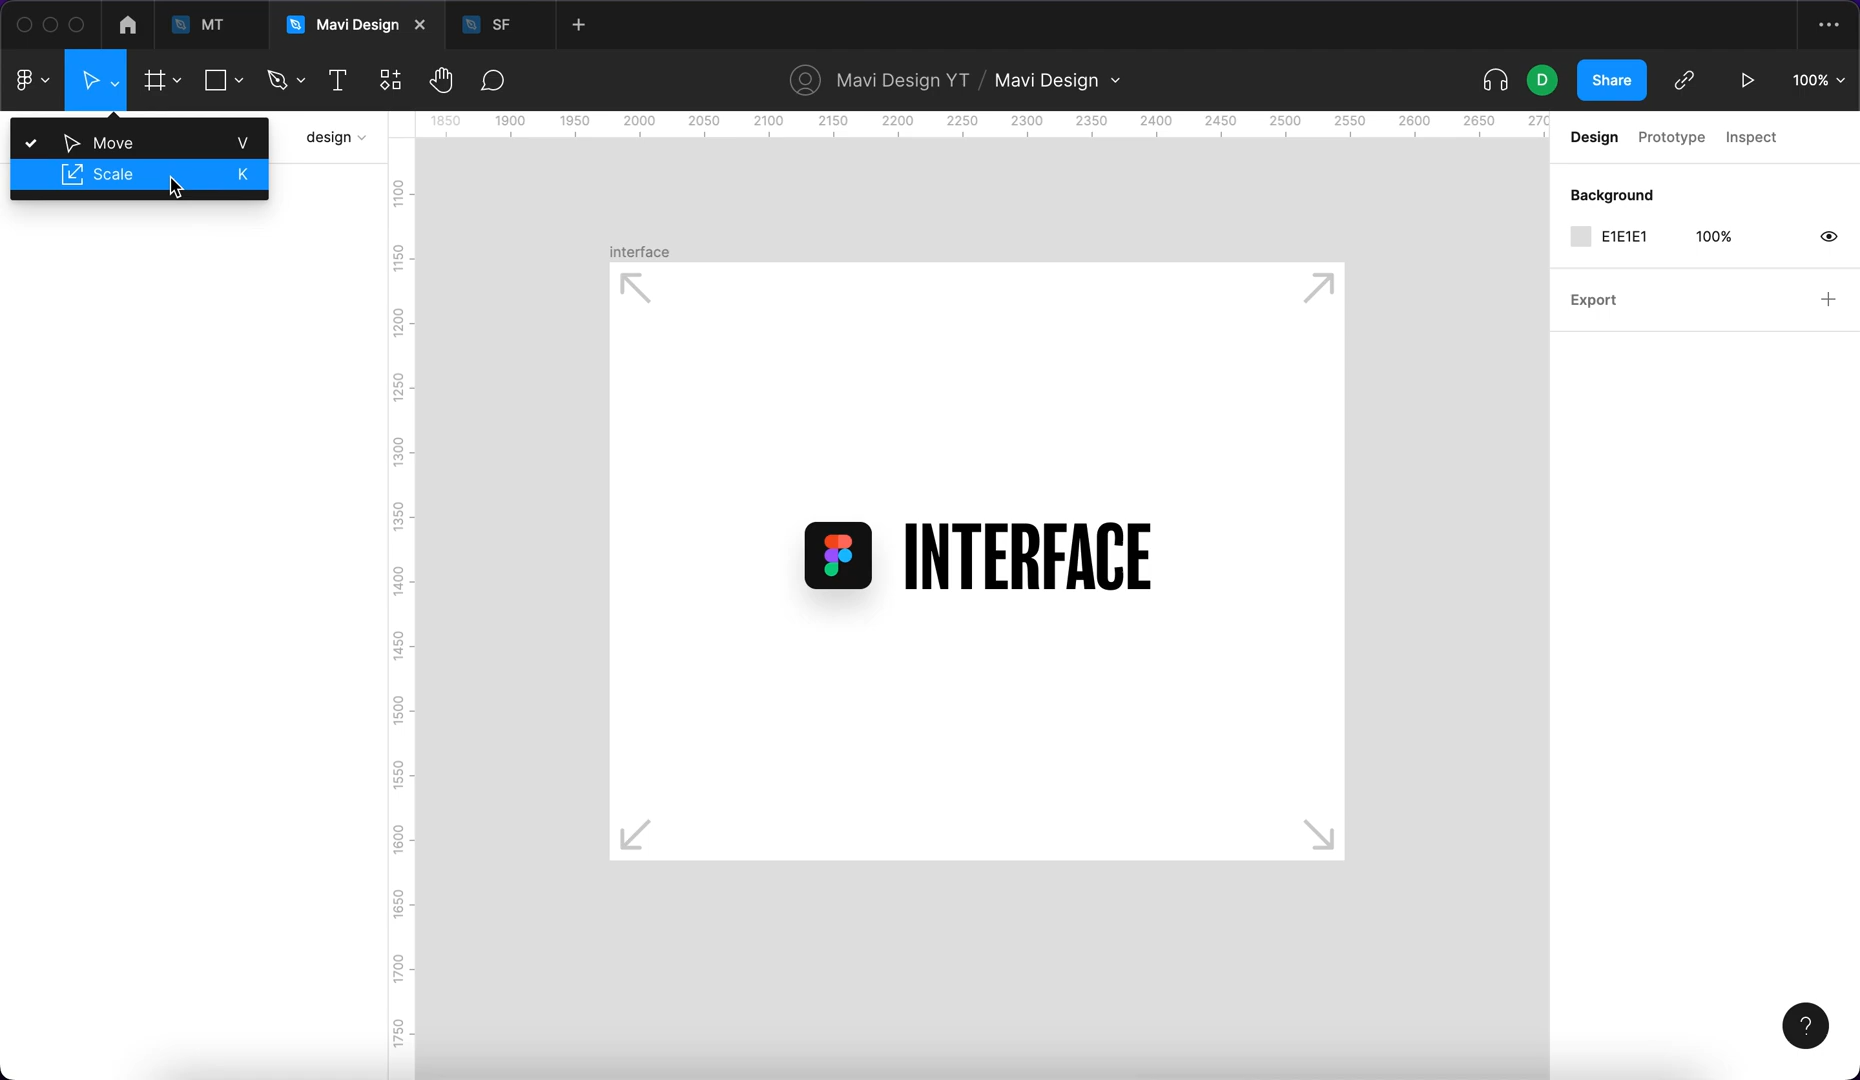 MT
Mavi Design
SF
Mavi Design YT / Mavi Design
D
Share
100%
Move V
Scale K
design
1850 1900 1950 2000 2050 2100 2150 2200 2250 2300 2350 2400 2450 2500 2550 2600 2650 270
Design Prototype Inspect
Background
E1E1E1 100%
Export
1100
1150
1200
1250
1300
1350
1400
1450
1500
1550
1600
1650
1700
1750
interface
INTERFACE
?